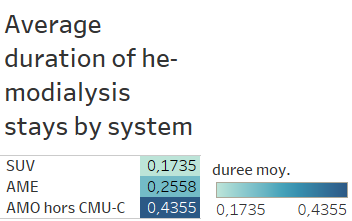 Average
duration of he-
modialysis
stays by system
SUV 0,1735
AME 0,2558
AMO hors CMU-C 0,4355
duree moy.
0,1735 0,4355